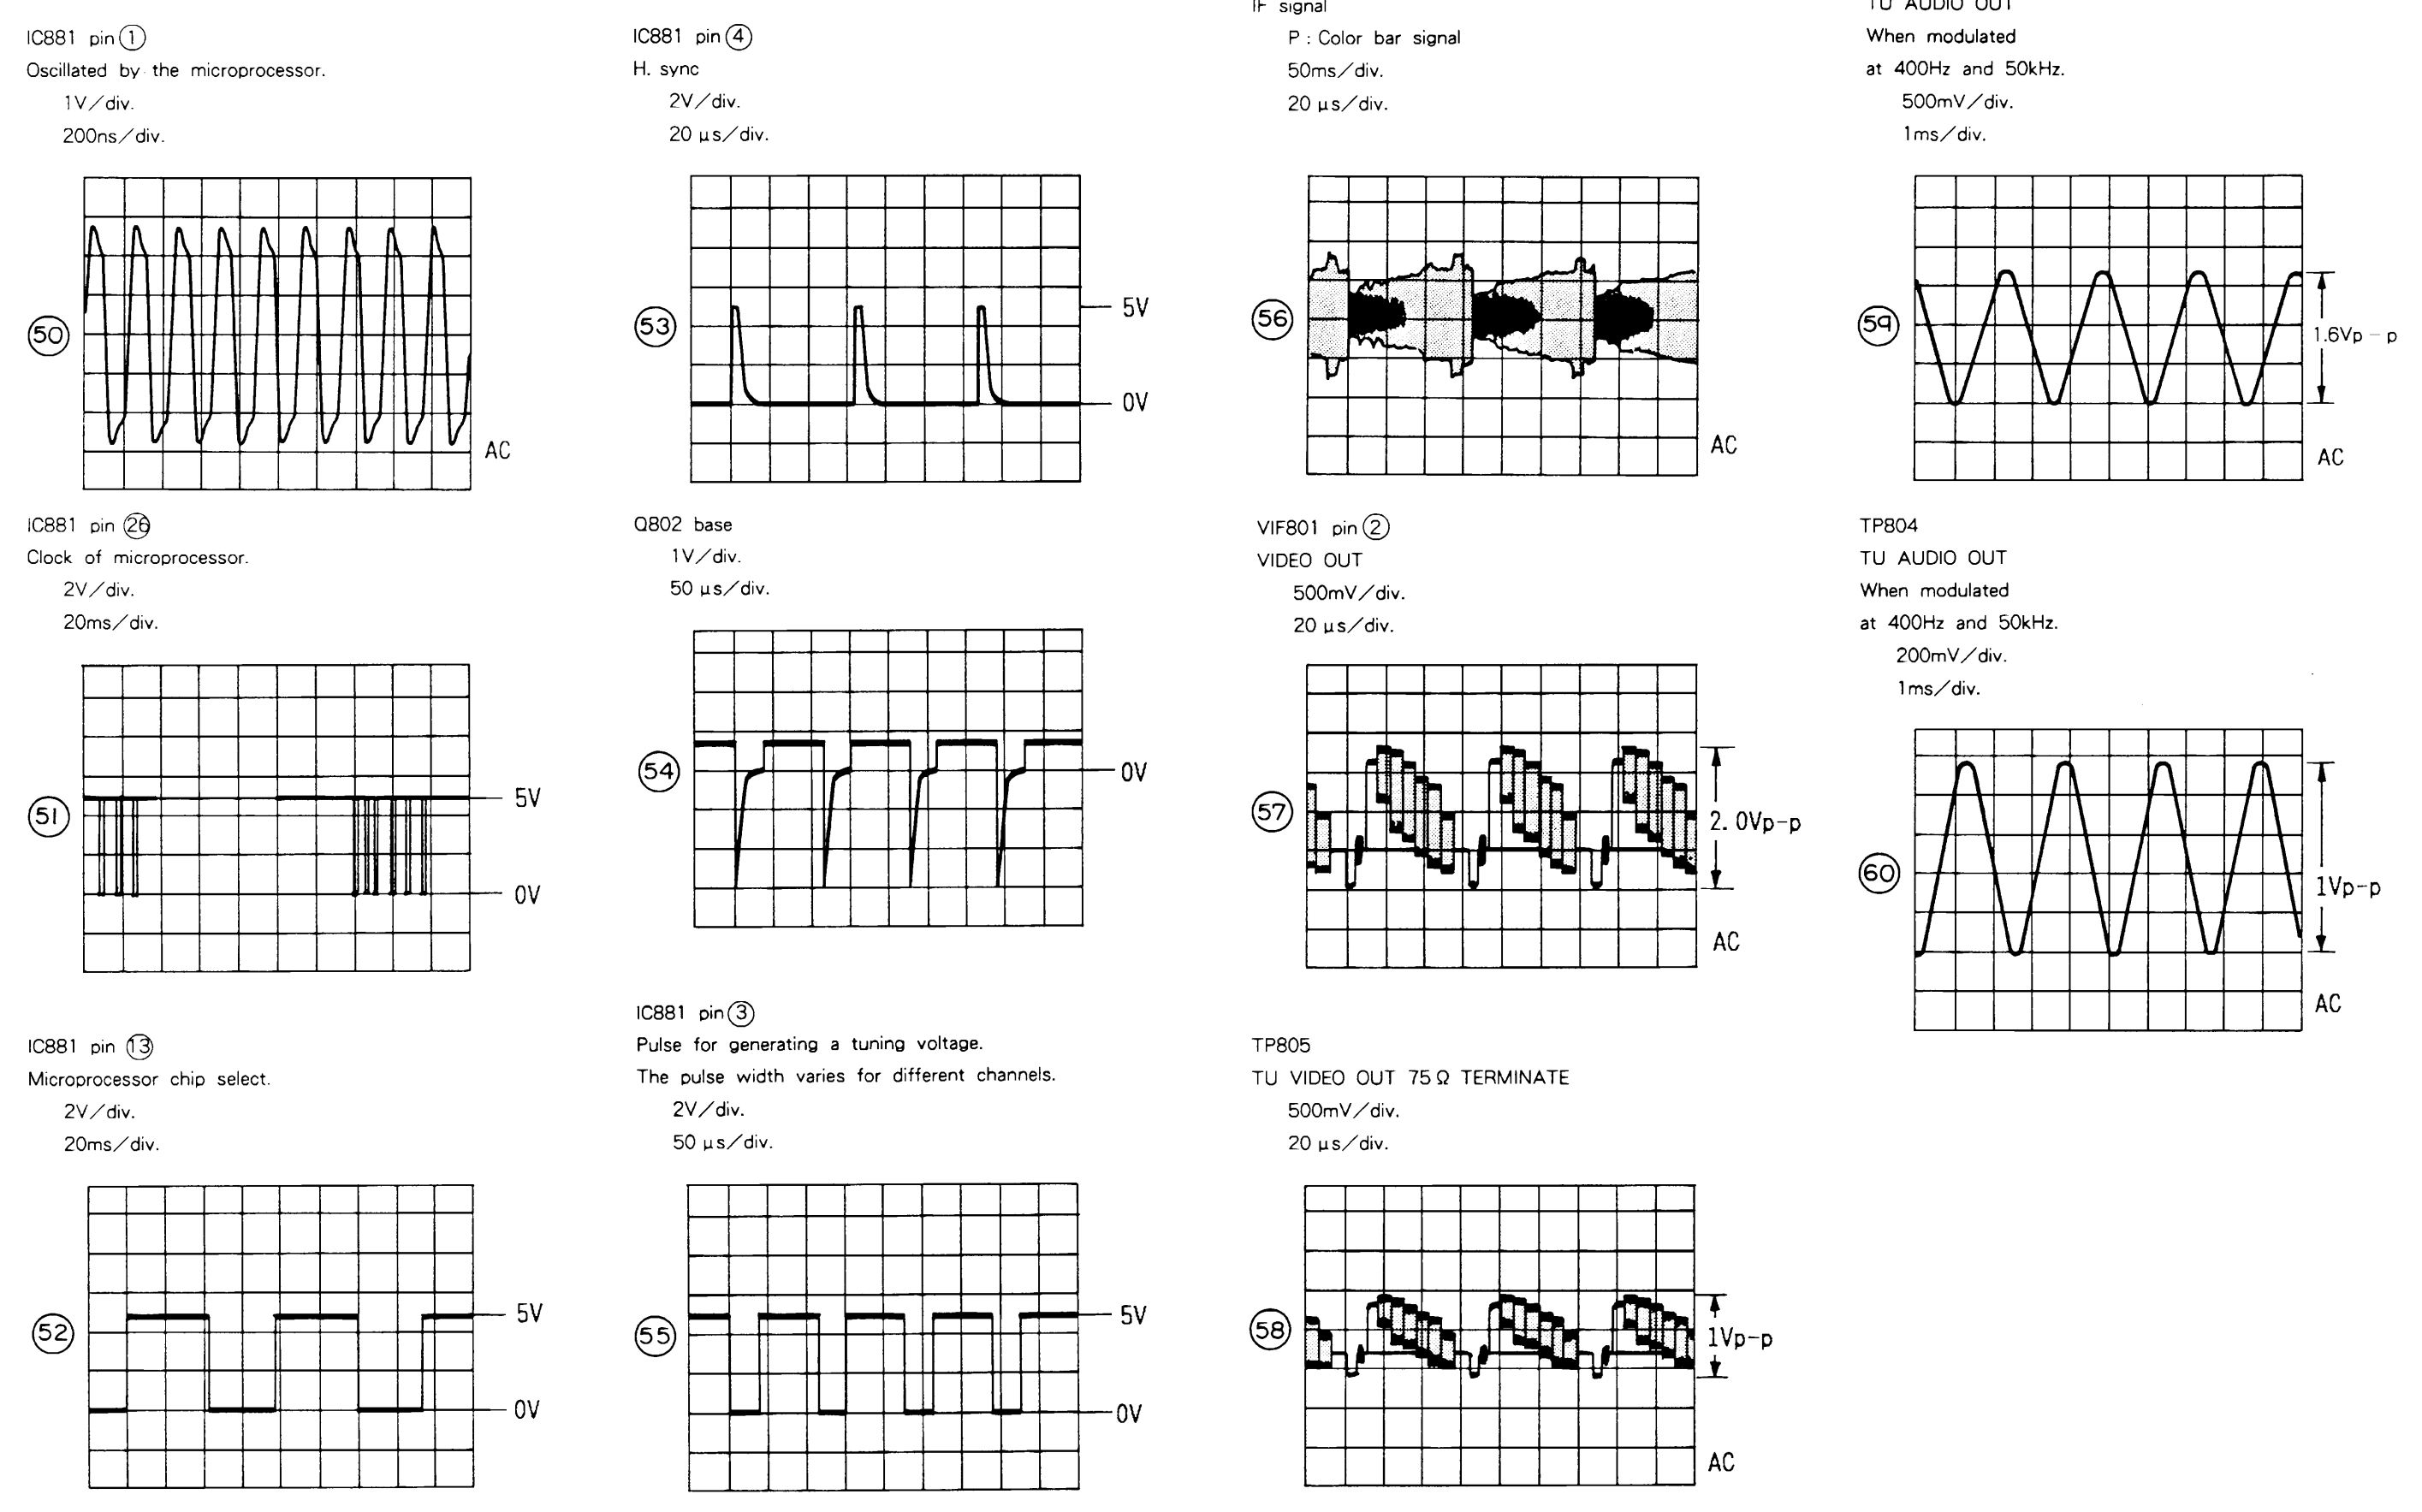 IC881 pin ①
Oscillated by the microprocessor.
1V/div.
200ns/div.
50
AC
IC881 pin ㉖
Clock of microprocessor.
2V/div.
20ms/div.
51
5V
0V
IC881 pin ⑬
Microprocessor chip select.
2V/div.
20ms/div.
52
5V
0V
IC881 pin ④
H. sync
2V/div.
20 μs/div.
53
5V
0V
Q802 base
1V/div.
50 μs/div.
54
0V
IC881 pin ③
Pulse for generating a tuning voltage.
The pulse width varies for different channels.
2V/div.
50 μs/div.
55
5V
0V
IF signal
P : Color bar signal
50ms/div.
20 μs/div.
56
AC
VIF801 pin ②
VIDEO OUT
500mV/div.
20 μs/div.
57
2.0Vp-p
AC
TP805
TU VIDEO OUT 75Ω TERMINATE
500mV/div.
20 μs/div.
58
1Vp-p
AC
TU AUDIO OUT
When modulated
at 400Hz and 50kHz.
500mV/div.
1ms/div.
59
1.6Vp-p
AC
TP804
TU AUDIO OUT
When modulated
at 400Hz and 50kHz.
200mV/div.
1ms/div.
60
1Vp-p
AC